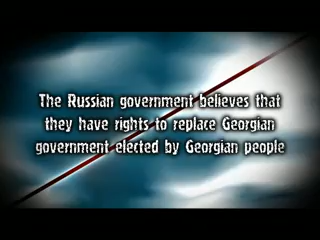 The Russian government believes that
they have rights to replace Georgian
government elected by Georgian people